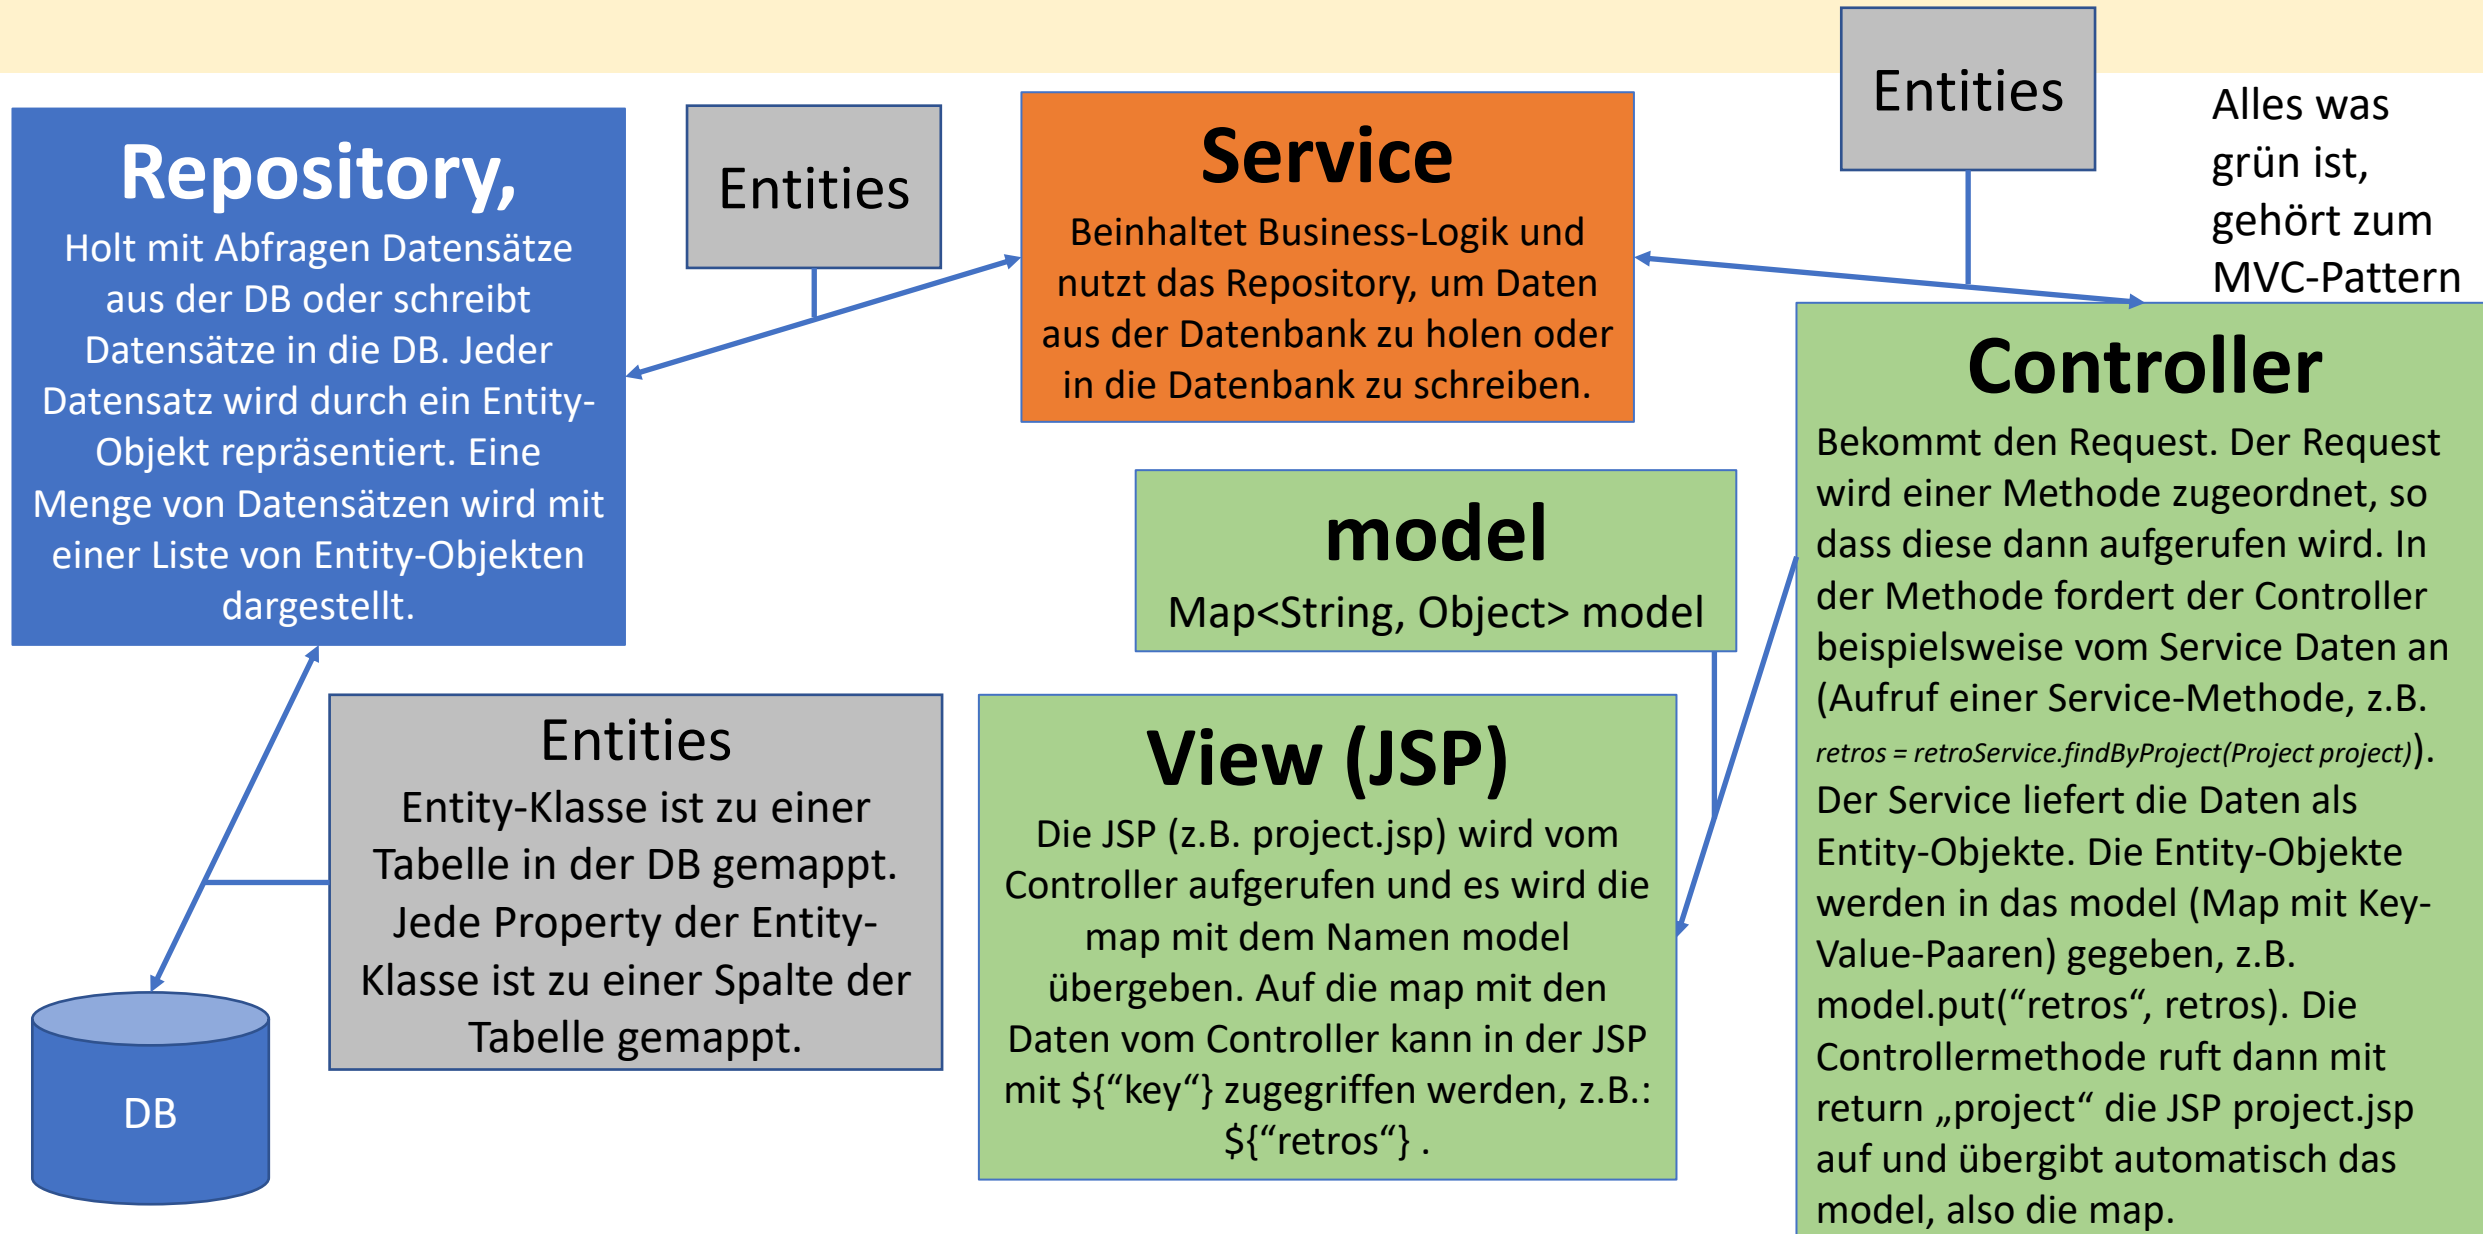 Repository,
Holt mit Abfragen Datensätze
aus der DB oder schreibt
Datensätze in die DB. Jeder
Datensatz wird durch ein Entity-
Objekt repräsentiert. Eine
Menge von Datensätzen wird mit
einer Liste von Entity-Objekten
dargestellt.
Entities
Service
Beinhaltet Business-Logik und
nutzt das Repository, um Daten
aus der Datenbank zu holen oder
in die Datenbank zu schreiben.
Entities
Alles was
grün ist,
gehört zum
MVC-Pattern
Controller
Bekommt den Request. Der Request
wird einer Methode zugeordnet, so
dass diese dann aufgerufen wird. In
der Methode fordert der Controller
beispielsweise vom Service Daten an
(Aufruf einer Service-Methode, z.B.
retros = retroService.findByProject(Project project)).
Der Service liefert die Daten als
Entity-Objekte. Die Entity-Objekte
werden in das model (Map mit Key-
Value-Paaren) gegeben, z.B.
model.put(“retros“, retros). Die
Controllermethode ruft dann mit
return „project“ die JSP project.jsp
auf und übergibt automatisch das
model, also die map.
model
Map<String, Object> model
View (JSP)
Die JSP (z.B. project.jsp) wird vom
Controller aufgerufen und es wird die
map mit dem Namen model
übergeben. Auf die map mit den
Daten vom Controller kann in der JSP
mit ${“key“} zugegriffen werden, z.B.:
${“retros“} .
Entities
Entity-Klasse ist zu einer
Tabelle in der DB gemappt.
Jede Property der Entity-
Klasse ist zu einer Spalte der
Tabelle gemappt.
DB